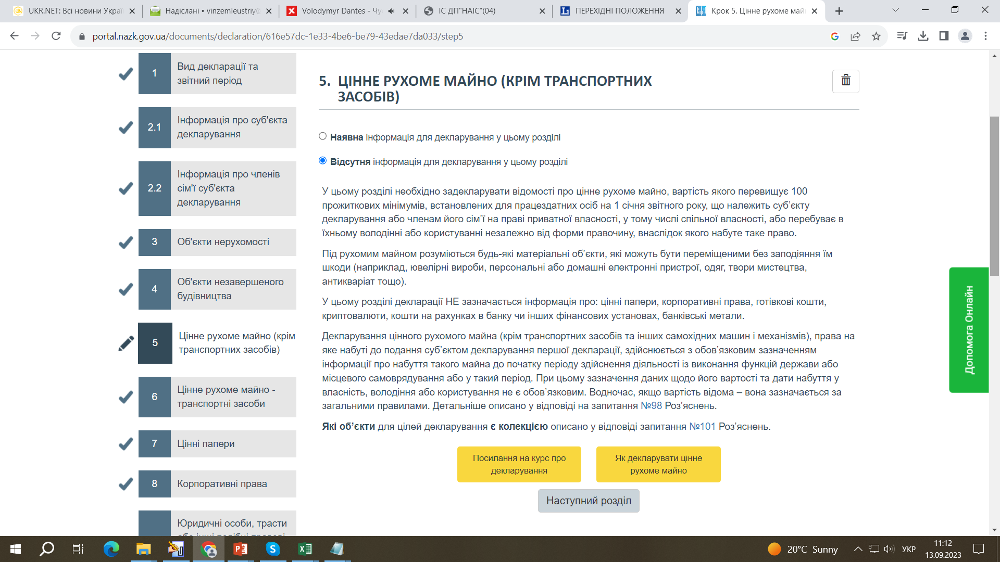 UKR.NET: Всі новини Украї
Надіслані • vinzemleustriy@
Volodymyr Dantes - Чу
ІС ДП"НАІС"(04)
ПЕРЕХІДНІ ПОЛОЖЕННЯ
Крок 5. Цінне рухоме май
portal.nazk.gov.ua/documents/declaration/616e57dc-1e33-4be6-be79-43edae7da033/step5
1
Вид декларації та
звітний період
2.1
Інформація про суб'єкта
декларування
2.2
Інформація про членів
сім'ї суб'єкта
декларування
3
Об'єкти нерухомості
4
Об'єкти незавершеного
будівництва
5
Цінне рухоме майно (крім
транспортних засобів)
6
Цінне рухоме майно -
транспортні засоби
7
Цінні папери
8
Корпоративні права
Юридичні особи, трасти
5. ЦІННЕ РУХОМЕ МАЙНО (КРІМ ТРАНСПОРТНИХ
ЗАСОБІВ)
Наявна інформація для декларування у цьому розділі
Відсутня інформація для декларування у цьому розділі
У цьому розділі необхідно задекларувати відомості про цінне рухоме майно, вартість якого перевищує 100
прожиткових мінімумів, встановлених для працездатних осіб на 1 січня звітного року, що належить суб’єкту
декларування або членам його сім’ї на праві приватної власності, у тому числі спільної власності, або перебуває в
їхньому володінні або користуванні незалежно від форми правочину, внаслідок якого набуте таке право.
Під рухомим майном розуміються будь-які матеріальні об’єкти, які можуть бути переміщеними без заподіяння їм
шкоди (наприклад, ювелірні вироби, персональні або домашні електронні пристрої, одяг, твори мистецтва,
антикваріат тощо).
У цьому розділі декларації НЕ зазначається інформація про: цінні папери, корпоративні права, готівкові кошти,
криптовалюти, кошти на рахунках в банку чи інших фінансових установах, банківські метали.
Декларування цінного рухомого майна (крім транспортних засобів та інших самохідних машин і механізмів), права на
яке набуті до подання суб’єктом декларування першої декларації, здійснюється з обов’язковим зазначенням
інформації про набуття такого майна до початку періоду здійснення діяльності із виконання функцій держави або
місцевого самоврядування або у такий період. При цьому зазначення даних щодо його вартості та дати набуття у
власність, володіння або користування не є обов’язковим. Водночас, якщо вартість відома – вона зазначається за
загальними правилами. Детальніше описано у відповіді на запитання №98 Роз’яснень.
Які об’єкти для цілей декларування є колекцією описано у відповіді запитання №101 Роз’яснень.
Посилання на курс про
декларування
Як декларувати цінне
рухоме майно
Наступний розділ
Допомога Онлайн
20°C Sunny
УКР
11:12
13.09.2023